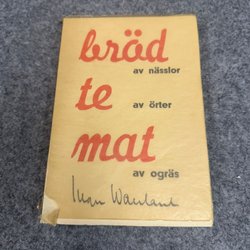 bröd
av nässlor
te
av örter
mat
av ogräs